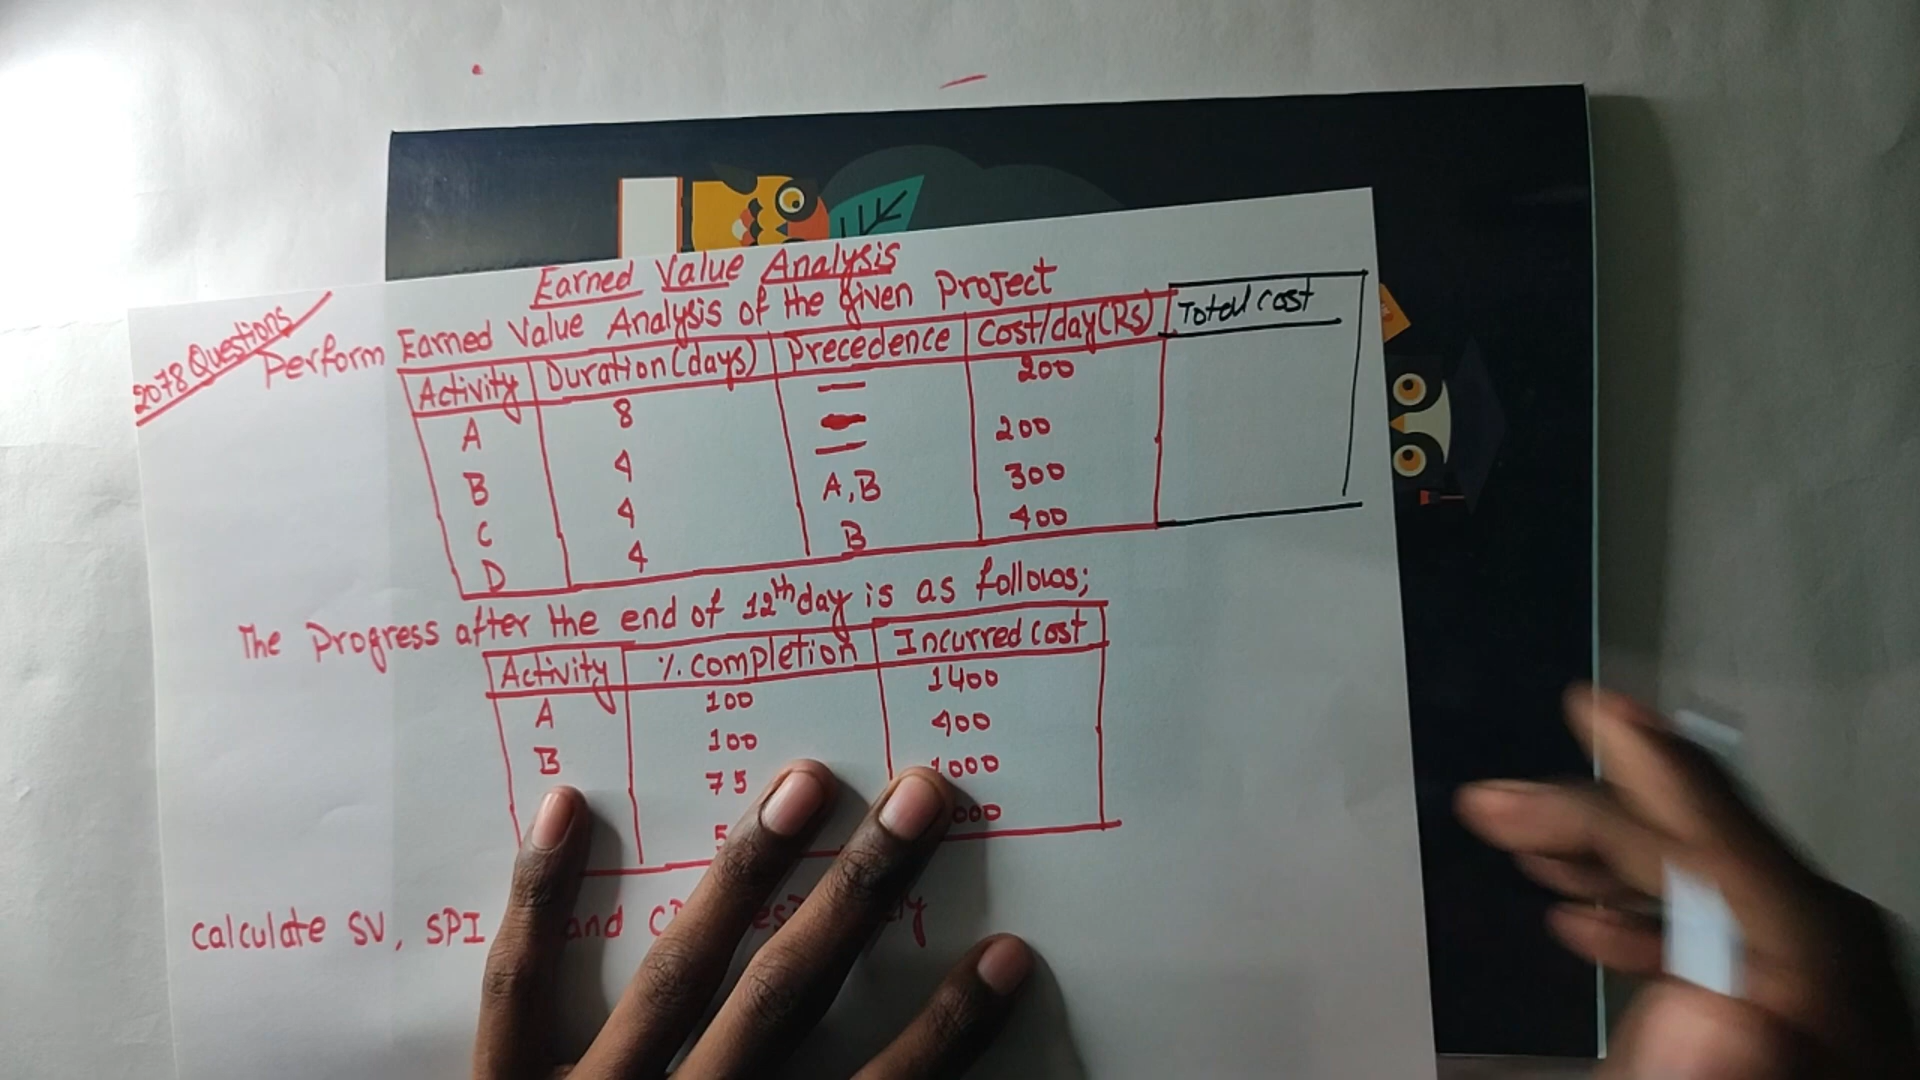 2078 Questions
Earned Value Analysis
Perform Earned Value Analysis of the given Project
Activity Duration (days) Precedence Cost/day (Rs) Total cost
A 8 — 200
B 4 — 200
C 4 A,B 300
D 4 B 400
The Progress after the end of 12th day is as follows;
Activity %. completion Incurred cost
A 100 1400
B 100 400
75 1000
calculate SV, SPI and